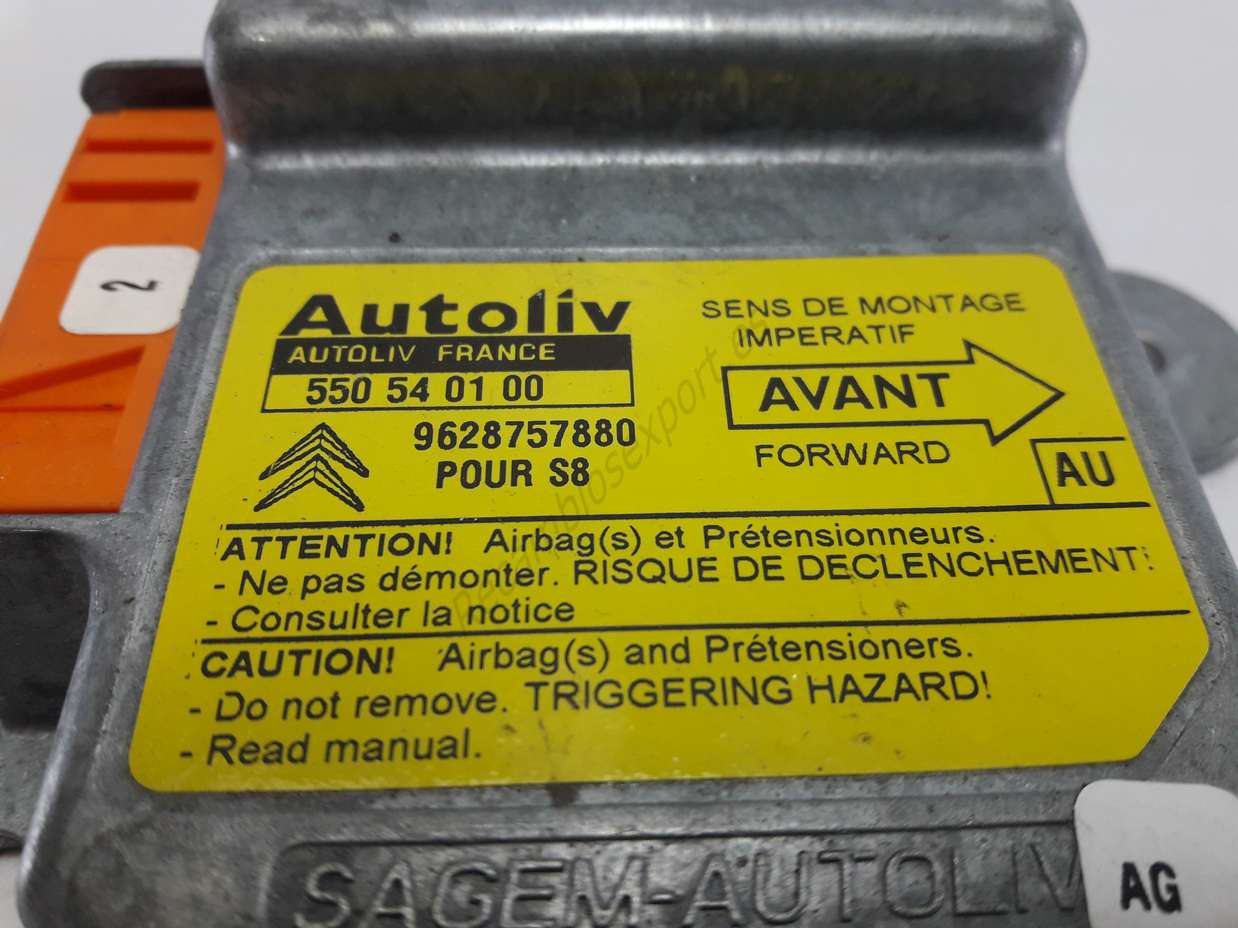 2
Autoliv
AUTOLIV FRANCE
550 54 01 00
9628757880
POUR S8
SENS DE MONTAGE
IMPERATIF
AVANT
FORWARD
AU
ATTENTION! Airbag(s) et Prétensionneurs.
- Ne pas démonter. RISQUE DE DECLENCHEMENT!
- Consulter la notice
CAUTION! Airbag(s) and Prétensioners.
- Do not remove. TRIGGERING HAZARD!
- Read manual.
SAGEM-AUTOLIV
AG